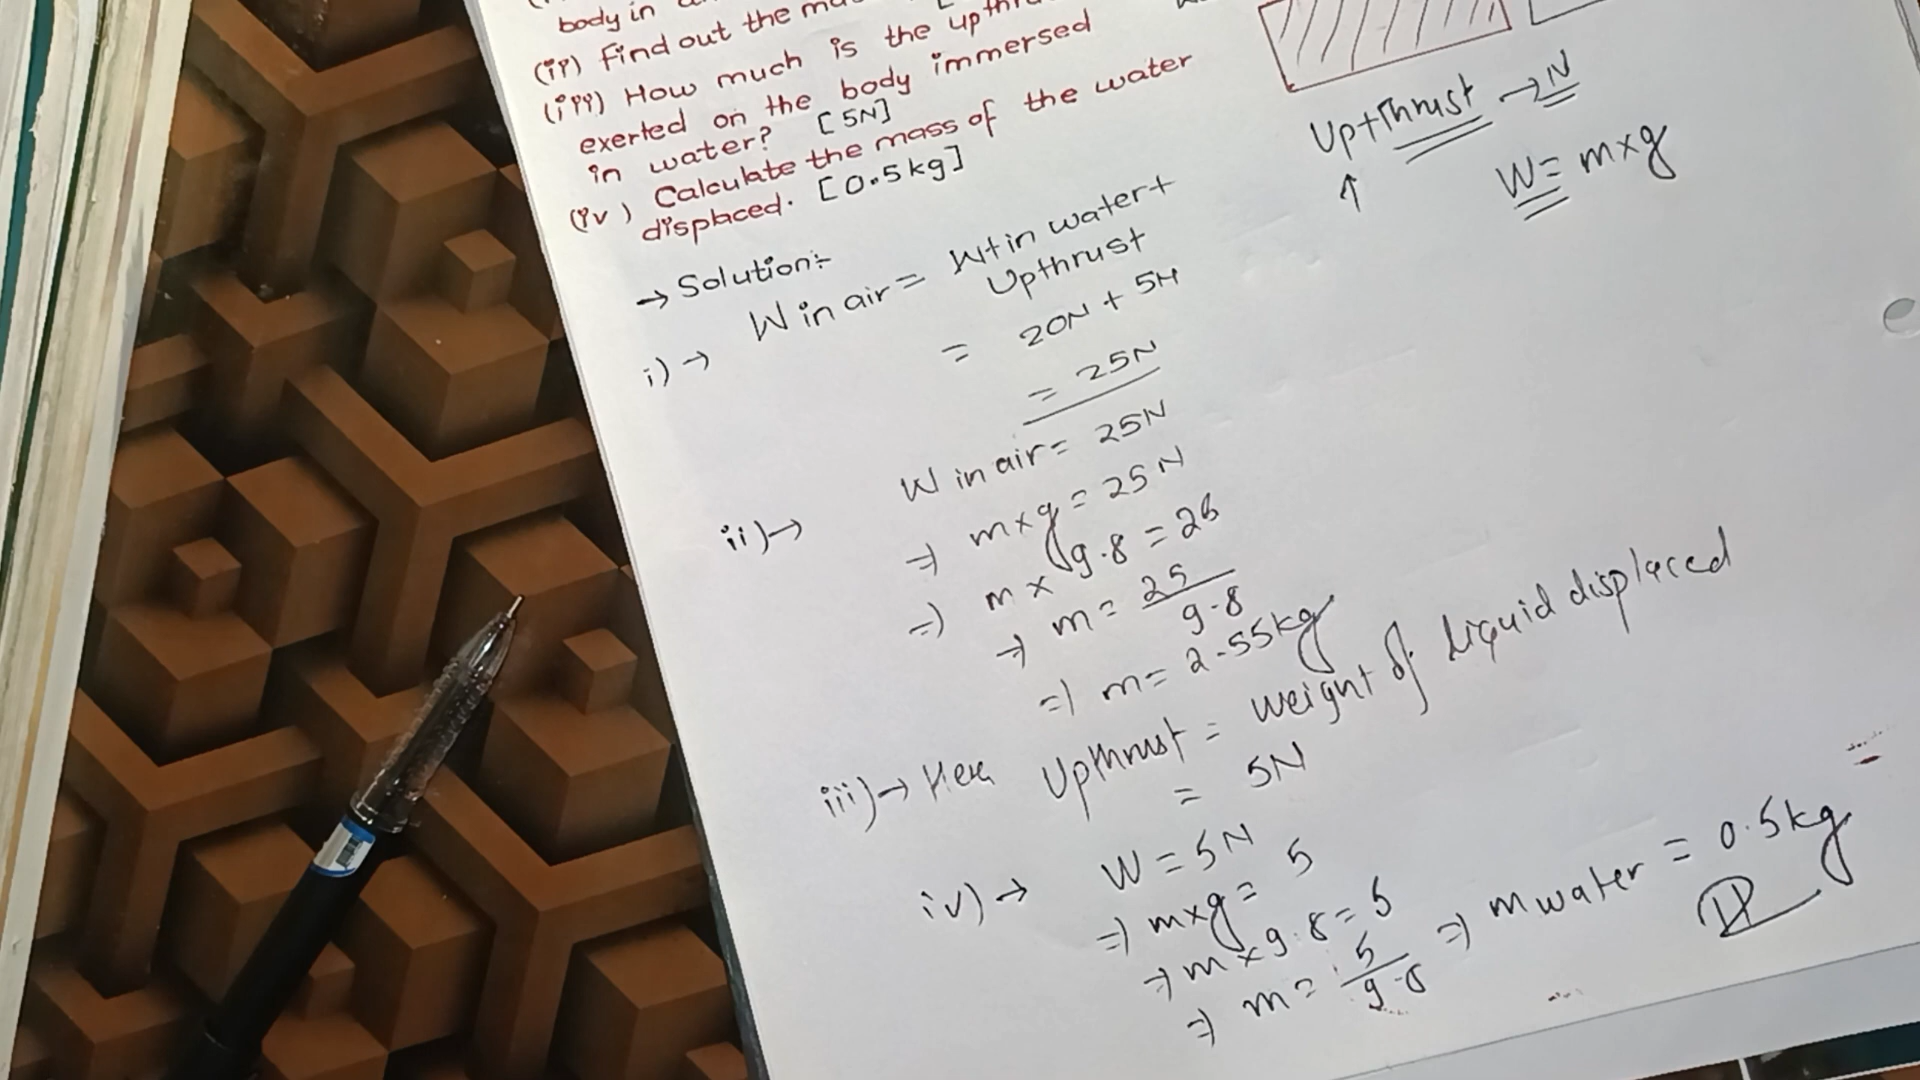 body in
(ii) Find out the
(iii) How much is the
exerted on the body immersed
in water? [5N]
(iv) Calculate the mass of the water
displaced. [0.5kg]
Upthrust → N
↑
W = m×g
→ Solution:-
i) → W in air = Wt in water +
Upthrust
= 20N + 5N
= 25N
ii) → W in air = 25N
⇒ m×g = 25N
⇒ m × 9.8 = 25
⇒ m = 25/9.8
⇒ m = 2.55kg
iii) → Here Upthrust = weight of liquid displaced
= 5N
iv) → W = 5N
⇒ m×g = 5
⇒ m×9.8 = 5
⇒ m = 5/9.8 ⇒ m water = 0.5kg